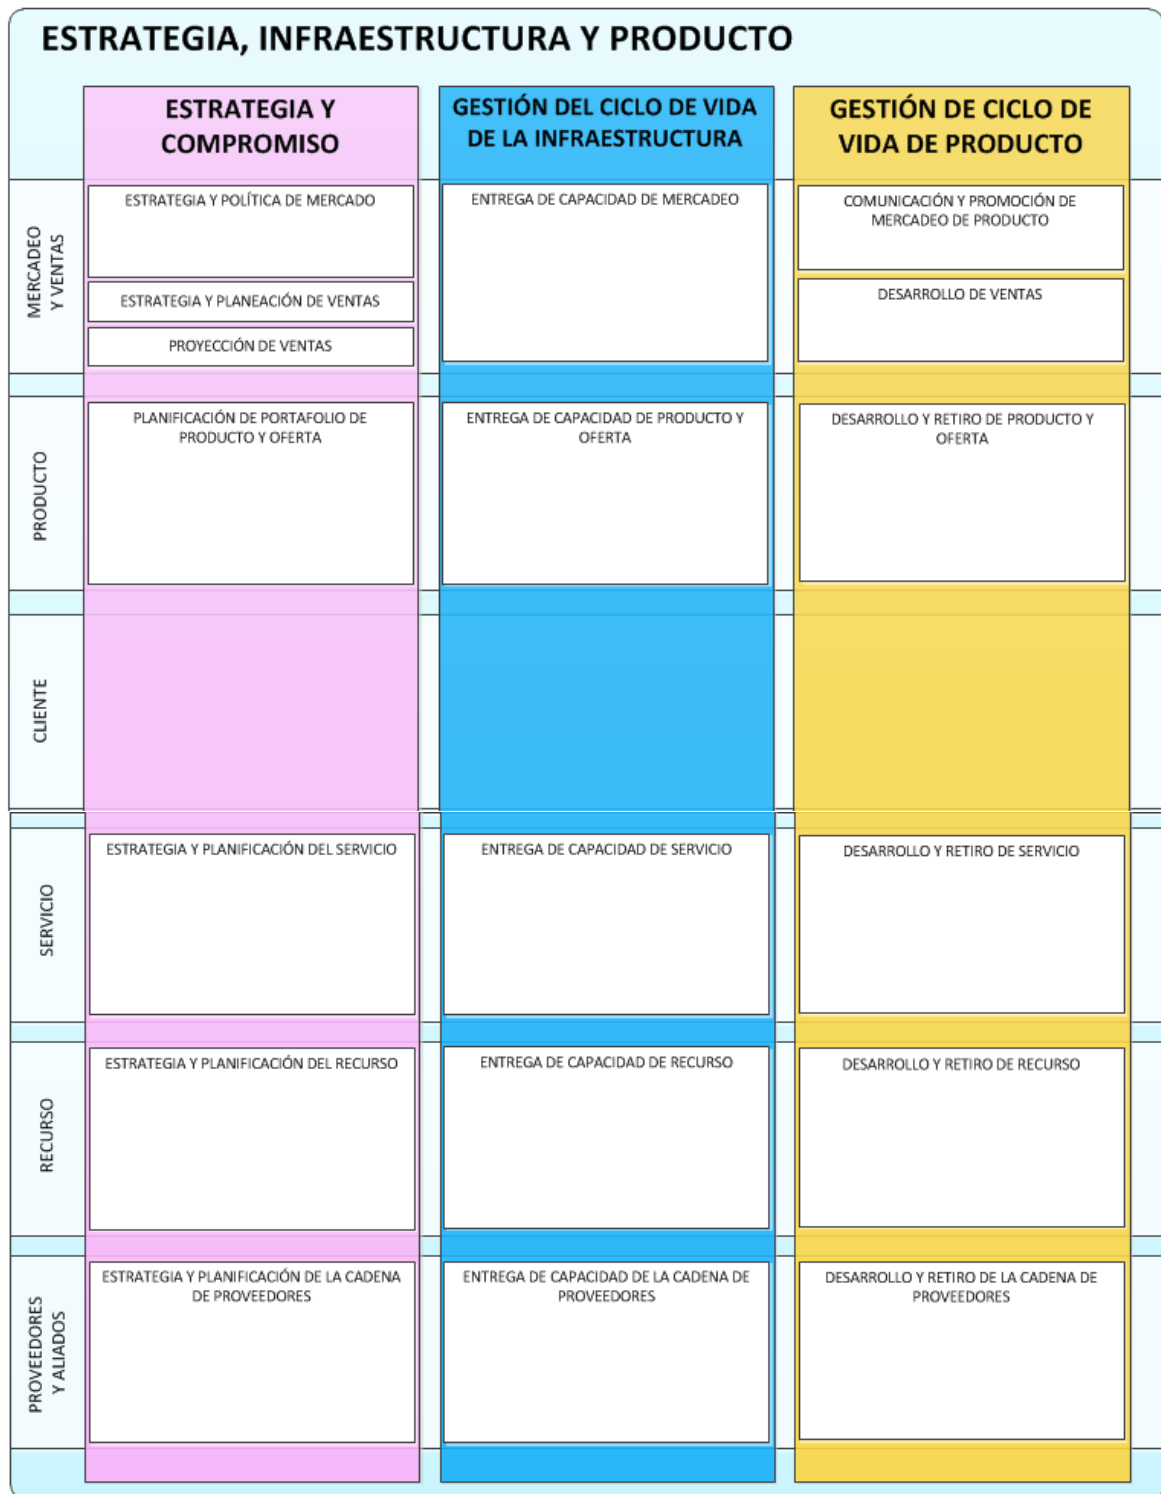 ESTRATEGIA, INFRAESTRUCTURA Y PRODUCTO
ESTRATEGIA Y
COMPROMISO
GESTIÓN DEL CICLO DE VIDA
DE LA INFRAESTRUCTURA
GESTIÓN DE CICLO DE
VIDA DE PRODUCTO
MERCADEO
Y VENTAS
ESTRATEGIA Y POLÍTICA DE MERCADO
ESTRATEGIA Y PLANEACIÓN DE VENTAS
PROYECCIÓN DE VENTAS
ENTREGA DE CAPACIDAD DE MERCADEO
COMUNICACIÓN Y PROMOCIÓN DE
MERCADEO DE PRODUCTO
DESARROLLO DE VENTAS
PRODUCTO
PLANIFICACIÓN DE PORTAFOLIO DE
PRODUCTO Y OFERTA
ENTREGA DE CAPACIDAD DE PRODUCTO Y
OFERTA
DESARROLLO Y RETIRO DE PRODUCTO Y
OFERTA
CLIENTE
SERVICIO
ESTRATEGIA Y PLANIFICACIÓN DEL SERVICIO
ENTREGA DE CAPACIDAD DE SERVICIO
DESARROLLO Y RETIRO DE SERVICIO
RECURSO
ESTRATEGIA Y PLANIFICACIÓN DEL RECURSO
ENTREGA DE CAPACIDAD DE RECURSO
DESARROLLO Y RETIRO DE RECURSO
PROVEEDORES
Y ALIADOS
ESTRATEGIA Y PLANIFICACIÓN DE LA CADENA
DE PROVEEDORES
ENTREGA DE CAPACIDAD DE LA CADENA DE
PROVEEDORES
DESARROLLO Y RETIRO DE LA CADENA DE
PROVEEDORES